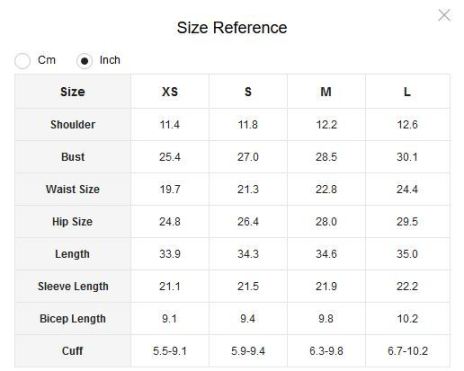 Size Reference
Cm Inch
Size XS S M L
Shoulder 11.4 11.8 12.2 12.6
Bust 25.4 27.0 28.5 30.1
Waist Size 19.7 21.3 22.8 24.4
Hip Size 24.8 26.4 28.0 29.5
Length 33.9 34.3 34.6 35.0
Sleeve Length 21.1 21.5 21.9 22.2
Bicep Length 9.1 9.4 9.8 10.2
Cuff 5.5-9.1 5.9-9.4 6.3-9.8 6.7-10.2